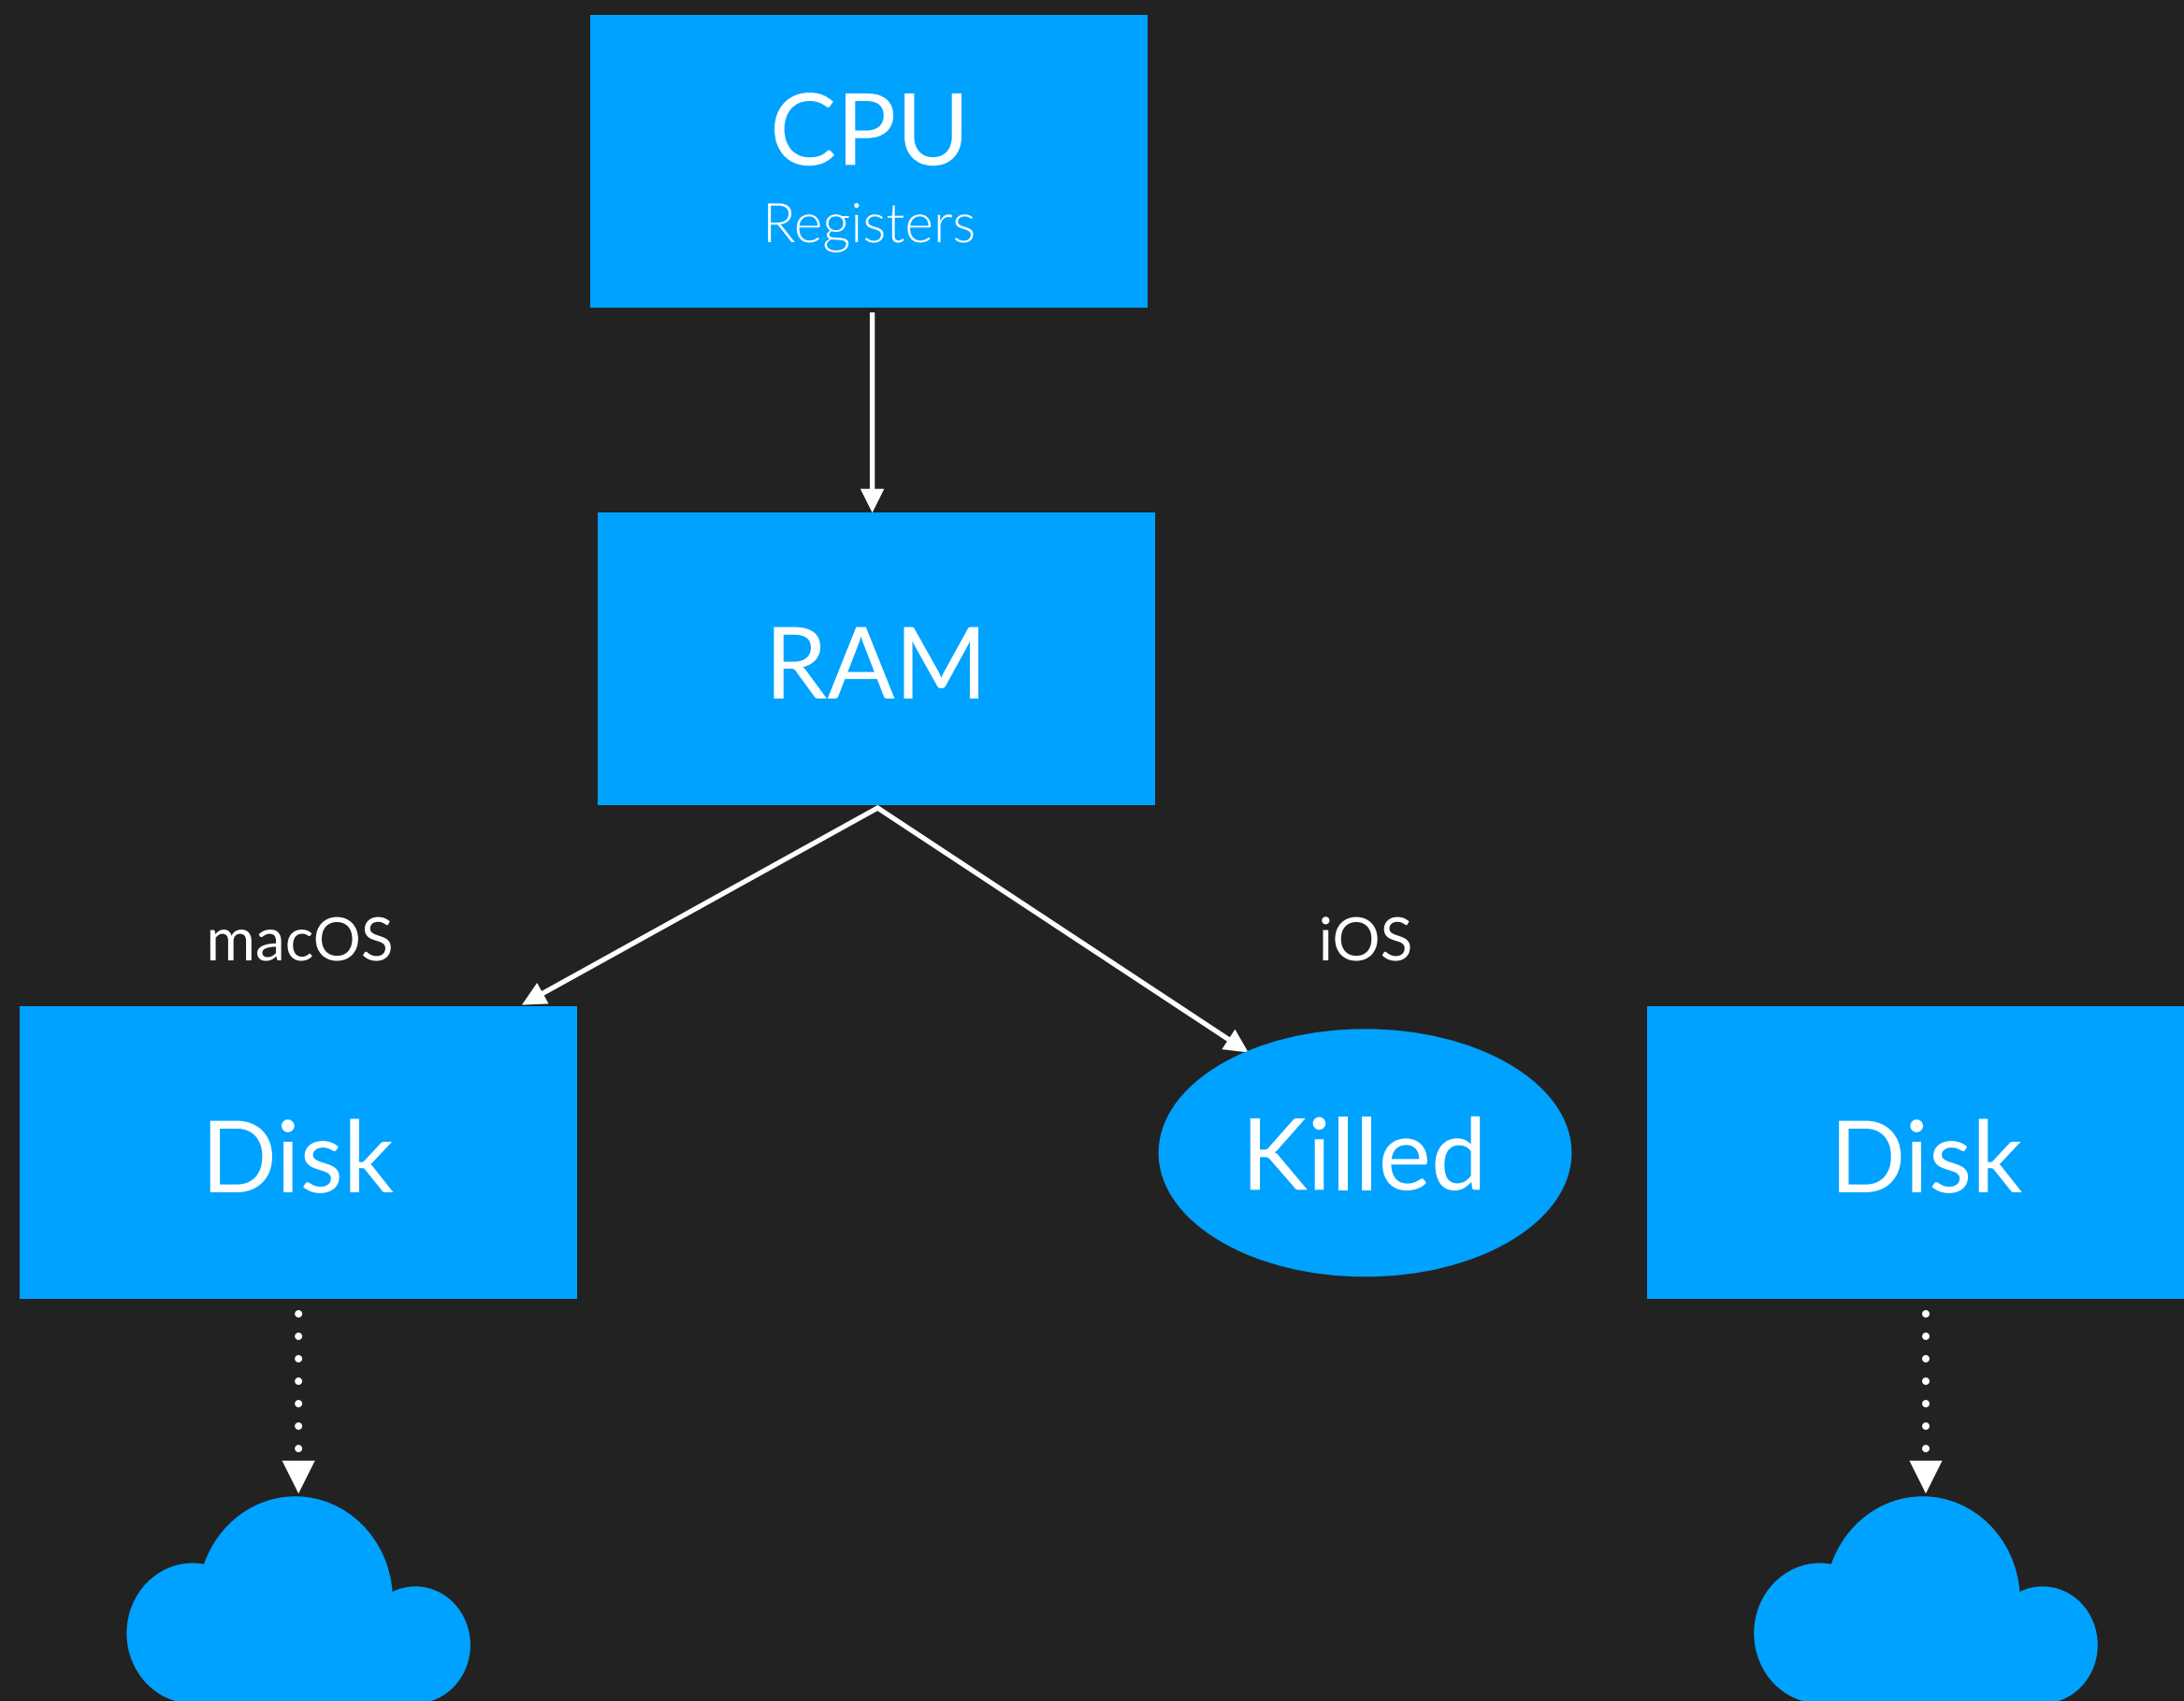 CPU
Registers
RAM
macOS
iOS
Disk
Killed
Disk